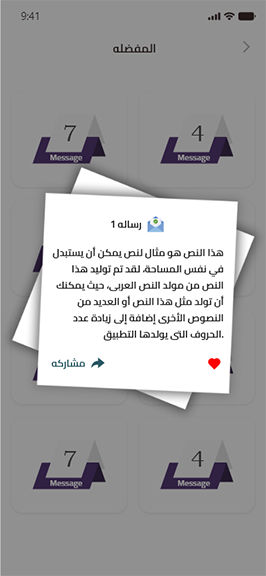 9:41
المفضله
7
Message
4
Message
رساله 1
هذا النص هو مثال لنص يمكن أن يستبدل
في نفس المساحة، لقد تم توليد هذا
النص من مولد النص العربى، حيث يمكنك
أن تولد مثل هذا النص أو العديد من
النصوص الأخرى إضافة إلى زيادة عدد
.الحروف التى يولدها التطبيق
مشاركه
7
Message
4
Message